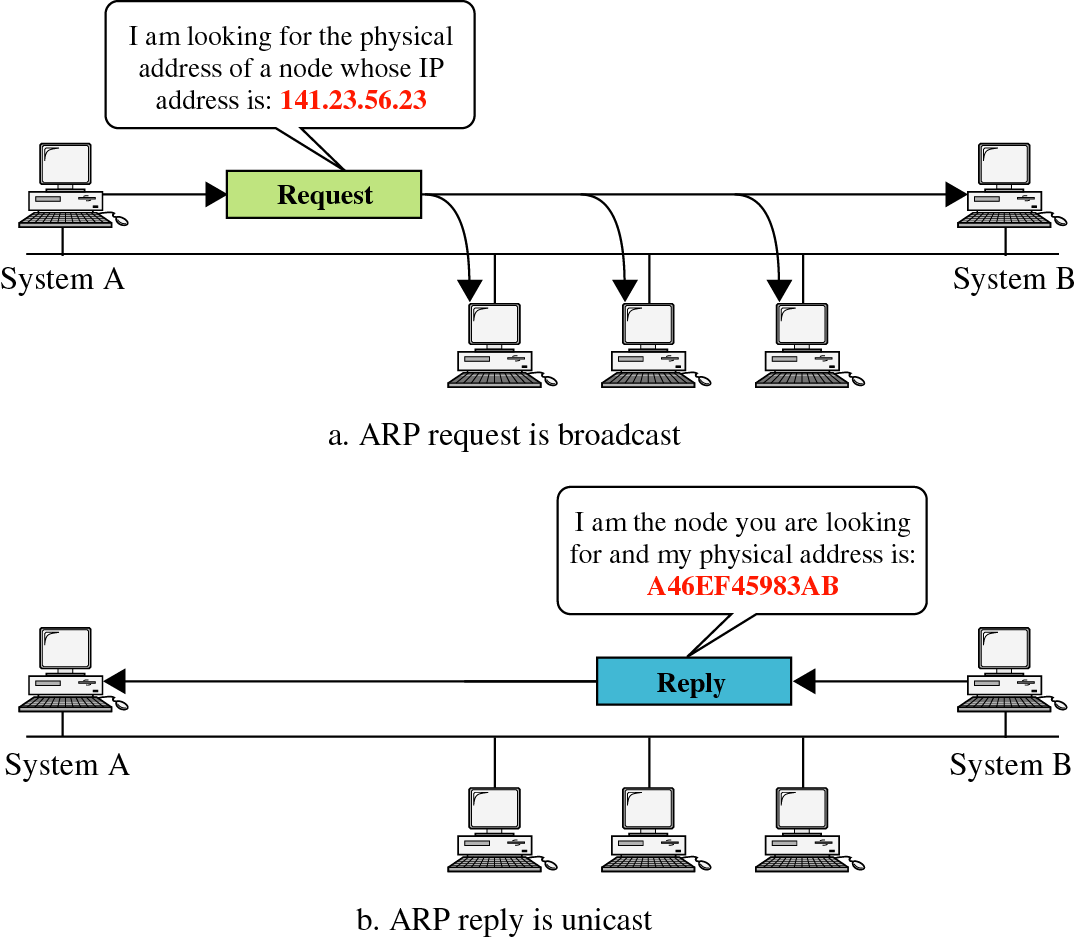 I am looking for the physical
address of a node whose IP
address is: 141.23.56.23
Request
System A
System B
a. ARP request is broadcast
I am the node you are looking
for and my physical address is:
A46EF45983AB
Reply
System A
System B
b. ARP reply is unicast